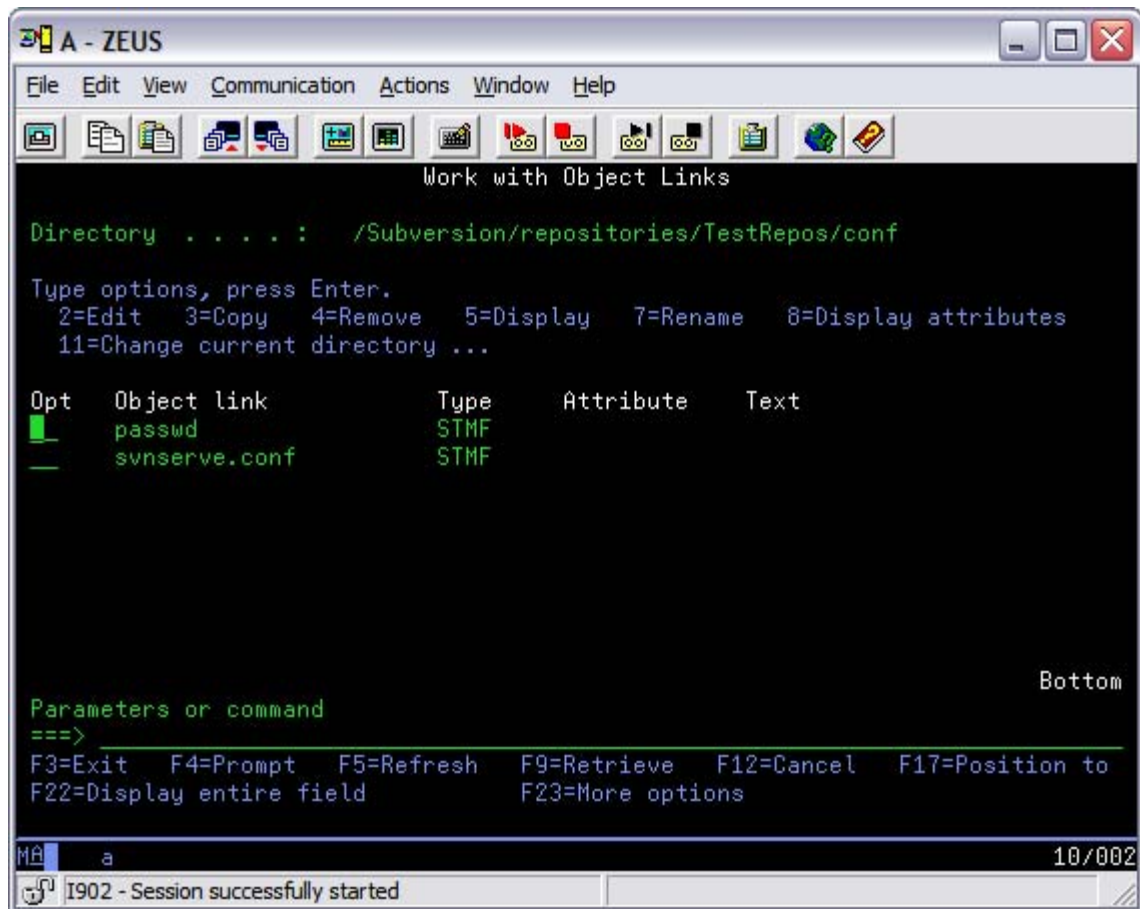 A - ZEUS
File Edit View Communication Actions Window Help
Work with Object Links
Directory . . . . : /Subversion/repositories/TestRepos/conf
Type options, press Enter.
2=Edit 3=Copy 4=Remove 5=Display 7=Rename 8=Display attributes
11=Change current directory ...
Opt Object link Type Attribute Text
passwd STMF
svnserve.conf STMF
Bottom
Parameters or command
===>
F3=Exit F4=Prompt F5=Refresh F9=Retrieve F12=Cancel F17=Position to
F22=Display entire field F23=More options
MA a 10/002
I902 - Session successfully started